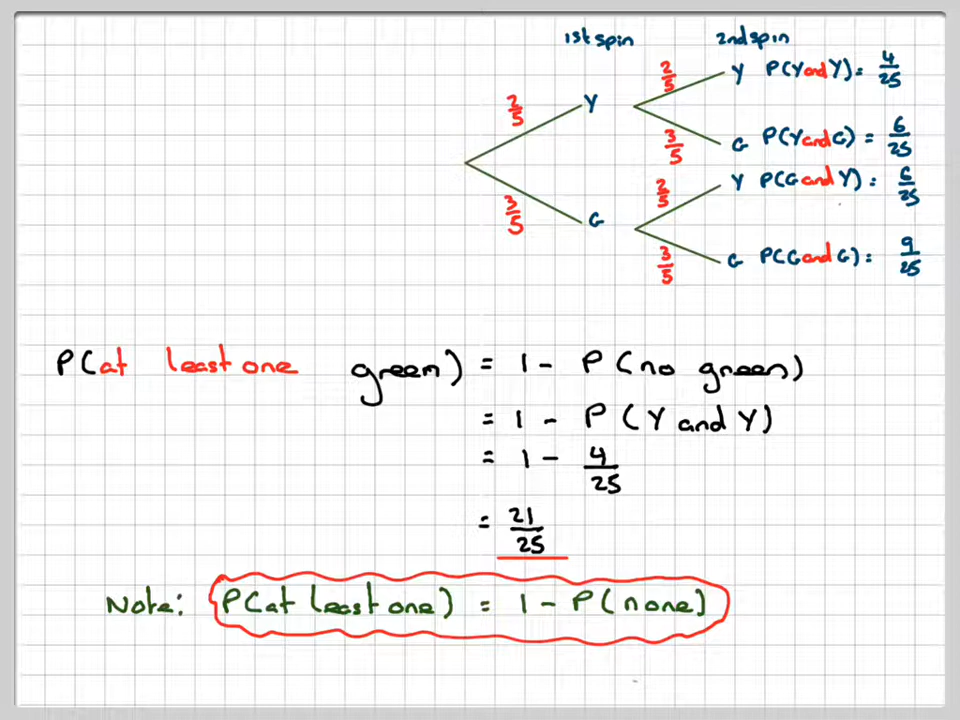 1st spin 2nd spin
2/5 Y P(Y and Y) = 4/25
2/5 Y
3/5 G P(Y and G) = 6/25
2/5 Y P(G and Y) = 6/25
3/5 G
3/5 G P(G and G) = 9/25
P(at least one green) = 1 - P(no green)
= 1 - P(Y and Y)
= 1 - 4/25
= 21/25
Note: P(at least one) = 1 - P(none)